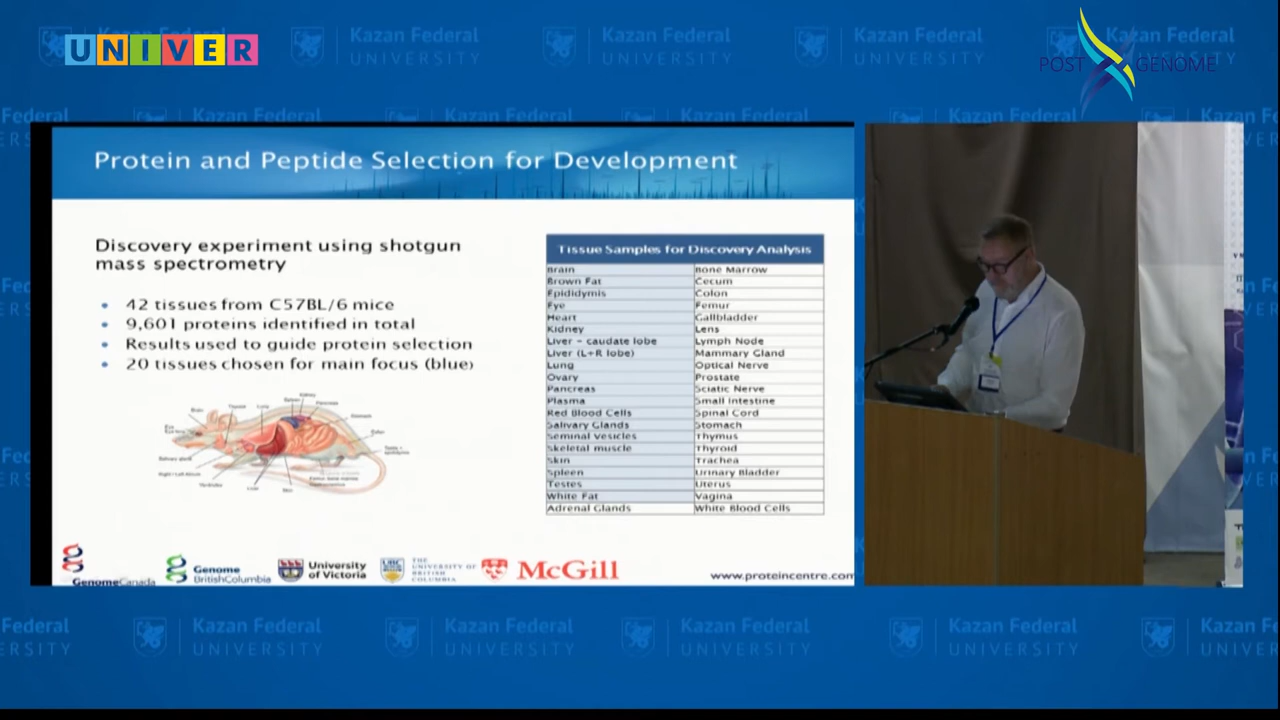 UNIVER
POST GENOME
Kazan Federal
UNIVERSITY
Protein and Peptide Selection for Development
Discovery experiment using shotgun
mass spectrometry
• 42 tissues from C57BL/6 mice
• 9,601 proteins identified in total
• Results used to guide protein selection
• 20 tissues chosen for main focus (blue)
Tissue Samples for Discovery Analysis
Brain Bone Marrow
Brown Fat Cecum
Epididymis Colon
Eye Femur
Heart Gallbladder
Kidney Lens
Liver – caudate lobe Lymph Node
Liver (L+R lobe) Mammary Gland
Lung Optical Nerve
Ovary Prostate
Pancreas Sciatic Nerve
Plasma Small Intestine
Red Blood Cells Spinal Cord
Salivary Glands Stomach
Seminal Vesicles Thymus
Skeletal muscle Thyroid
Skin Trachea
Spleen Urinary Bladder
Testes Uterus
White Fat Vagina
Adrenal Glands White Blood Cells
GenomeCanada
Genome
BritishColumbia
University
of Victoria
UBC
THE
UNIVERSITY OF
BRITISH
COLUMBIA
McGill
www.proteincentre.com